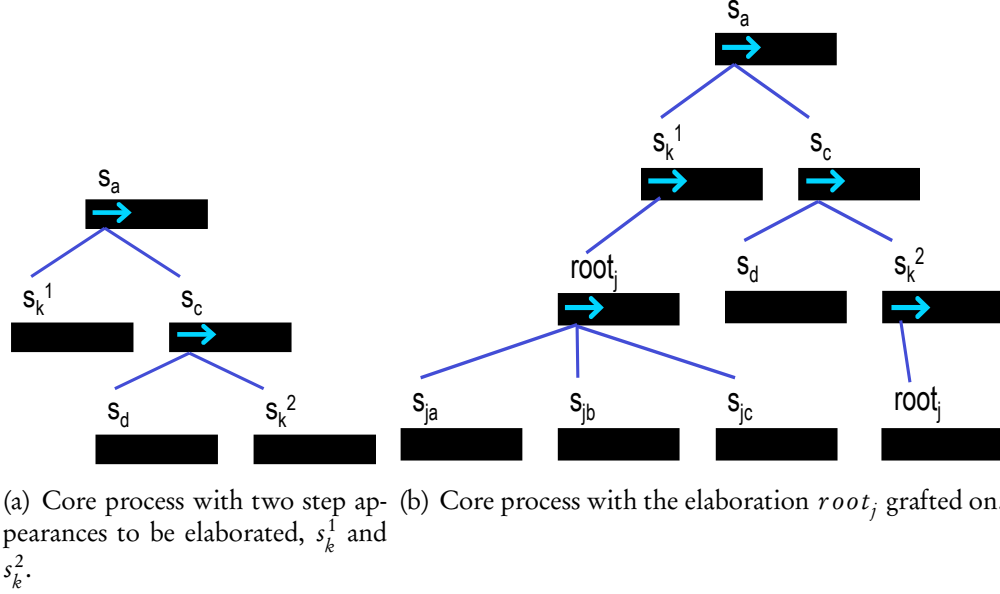 s_a
s_k^1
s_c
s_d
s_k^2
s_a
s_k^1
s_c
root_j
s_d
s_k^2
s_ja
s_jb
s_jc
root_j
(a) Core process with two step ap-
pearances to be elaborated, s_k^1 and
s_k^2.
(b) Core process with the elaboration root_j grafted on.